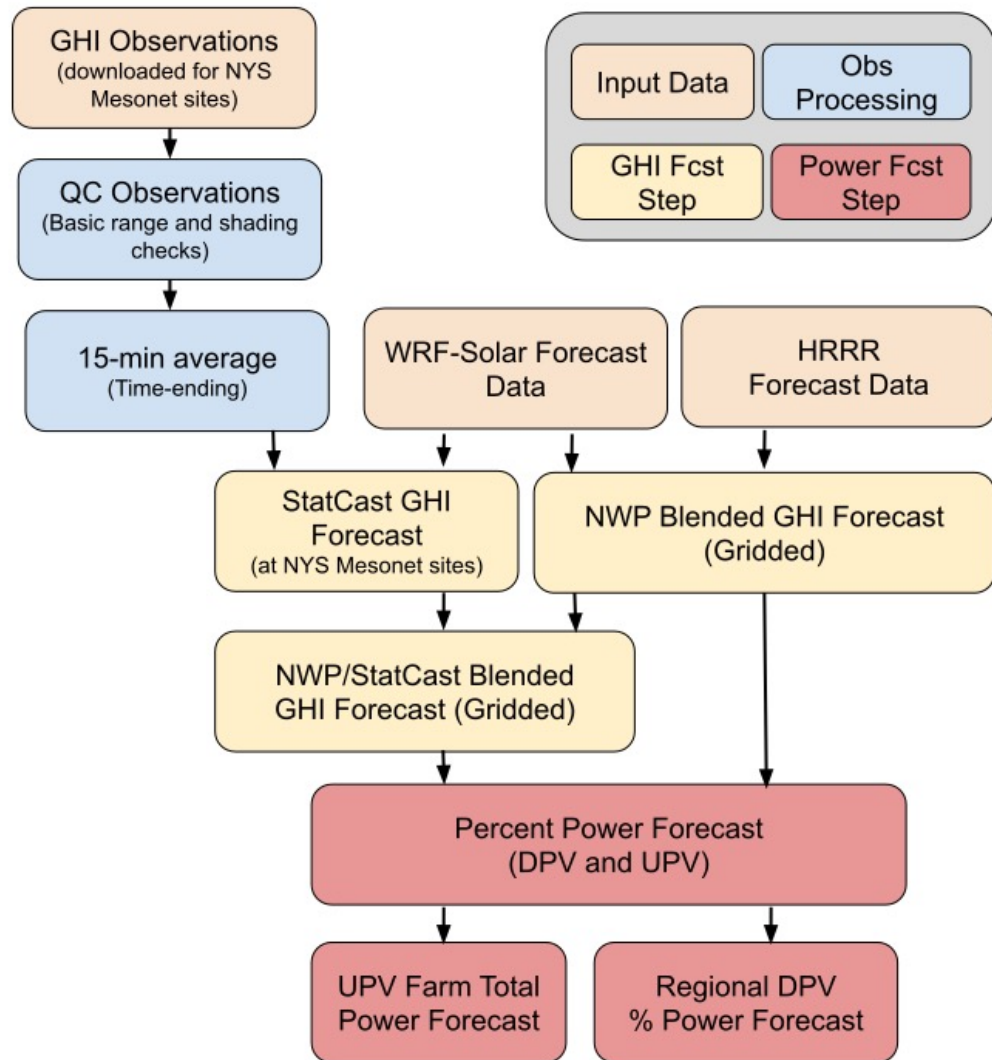 GHI Observations
(downloaded for NYS
Mesonet sites)
Input Data
Obs
Processing
GHI Fcst
Step
Power Fcst
Step
QC Observations
(Basic range and shading
checks)
15-min average
(Time-ending)
WRF-Solar Forecast
Data
HRRR
Forecast Data
StatCast GHI
Forecast
(at NYS Mesonet sites)
NWP Blended GHI Forecast
(Gridded)
NWP/StatCast Blended
GHI Forecast (Gridded)
Percent Power Forecast
(DPV and UPV)
UPV Farm Total
Power Forecast
Regional DPV
% Power Forecast